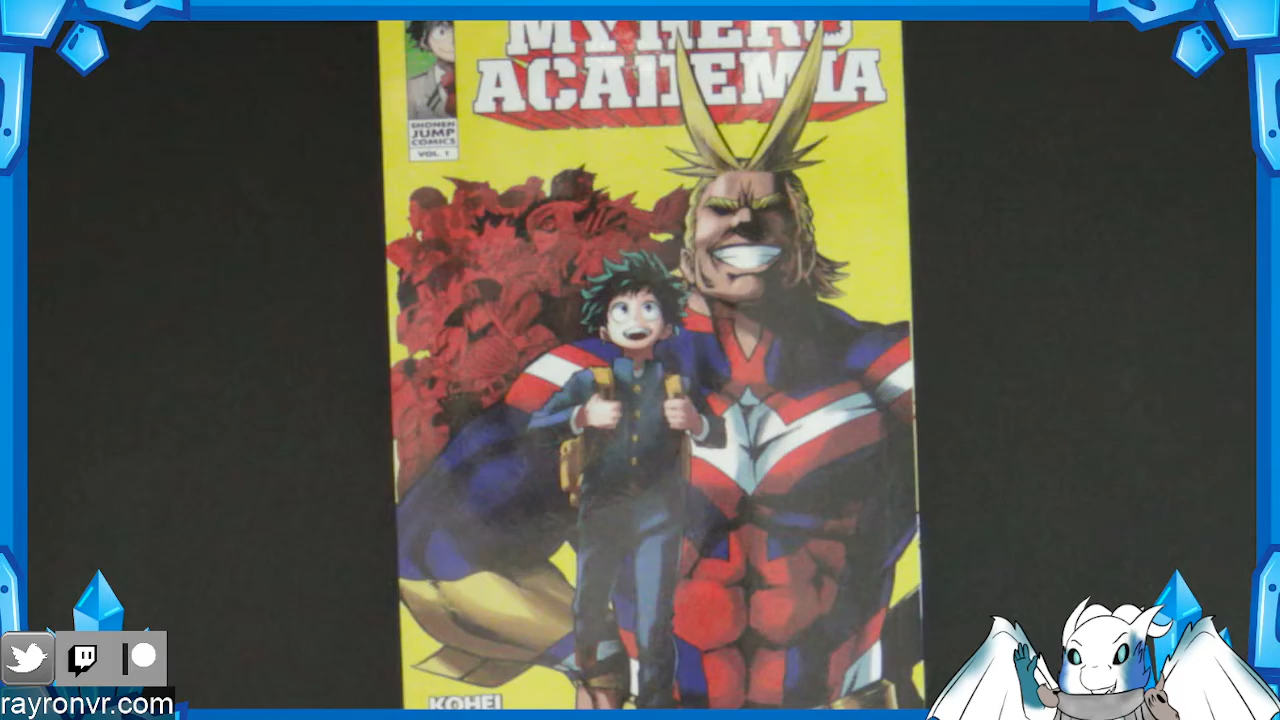 MY HERO
ACADEMIA
SHONEN
JUMP
COMICS
VOL. 1
KOHEI
rayronvr.com